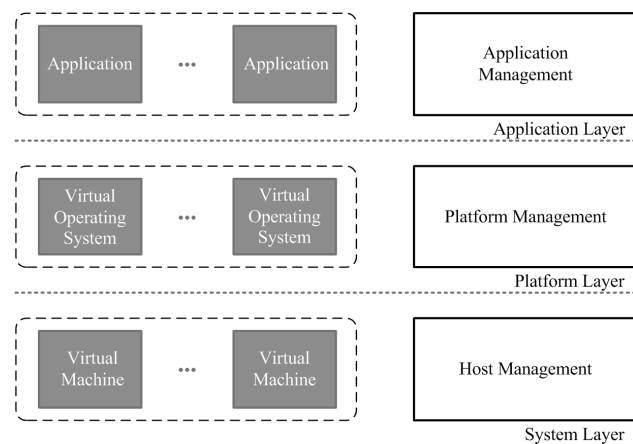 Application
...
Application
Application
Management
Application Layer
Virtual
Operating
System
...
Virtual
Operating
System
Platform Management
Platform Layer
Virtual
Machine
...
Virtual
Machine
Host Management
System Layer